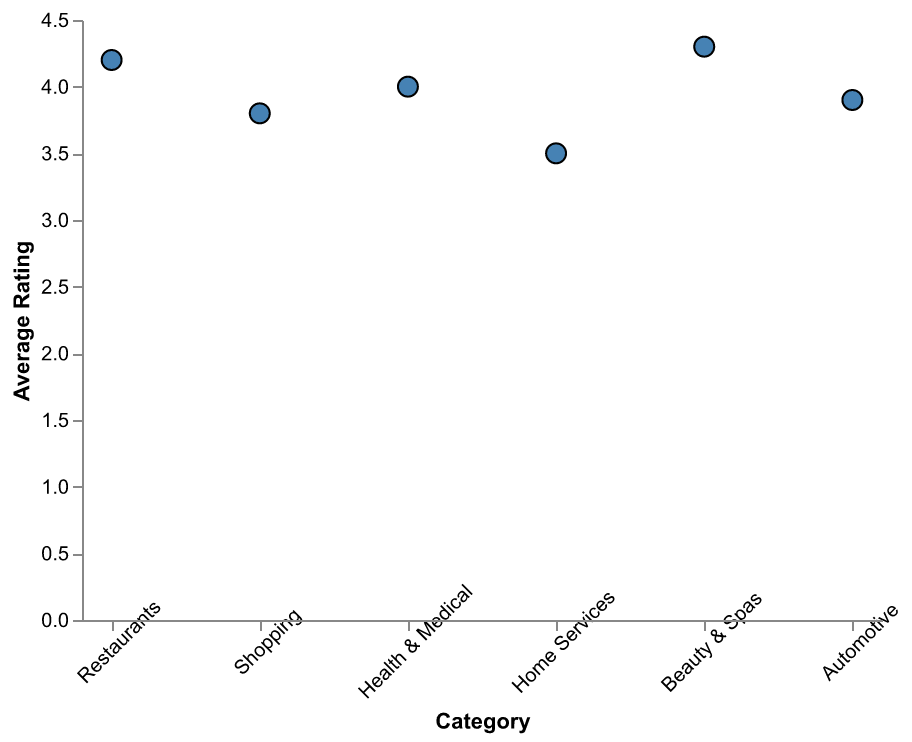 4.5
4.0
3.5
3.0
2.5
2.0
1.5
1.0
0.5
0.0
Average Rating
Restaurants
Shopping
Health & Medical
Home Services
Beauty & Spas
Automotive
Category